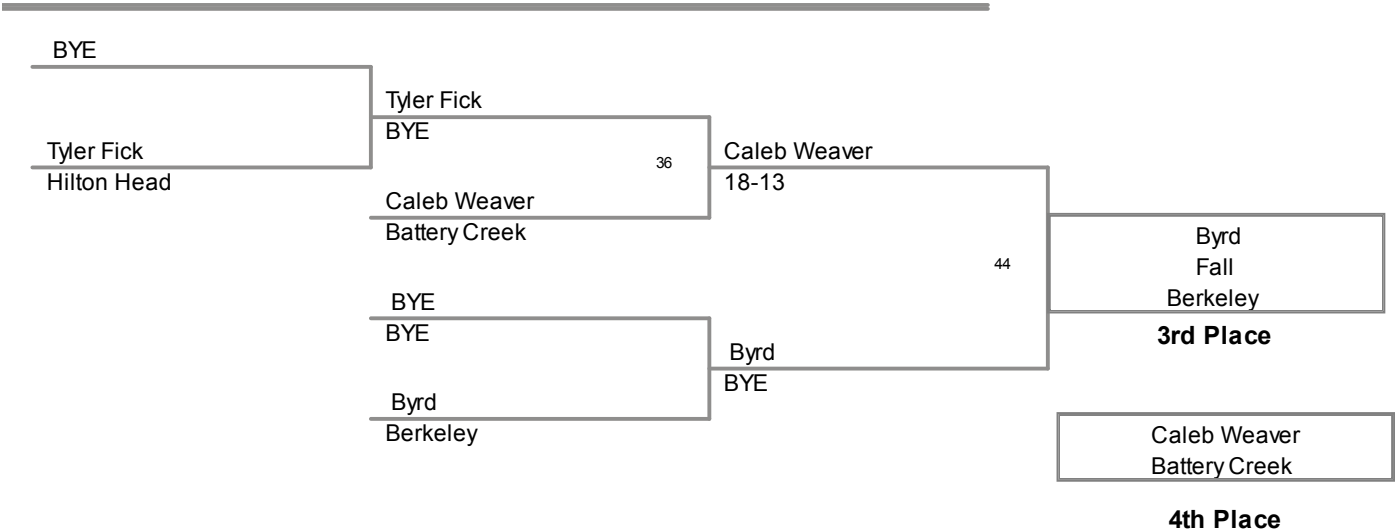 BYE
Tyler Fick
Hilton Head
Tyler Fick
BYE
36
Caleb Weaver
Battery Creek
BYE
BYE
Byrd
Berkeley
Caleb Weaver
18-13
44
Byrd
BYE
Byrd
Fall
Berkeley
3rd Place
Caleb Weaver
Battery Creek
4th Place